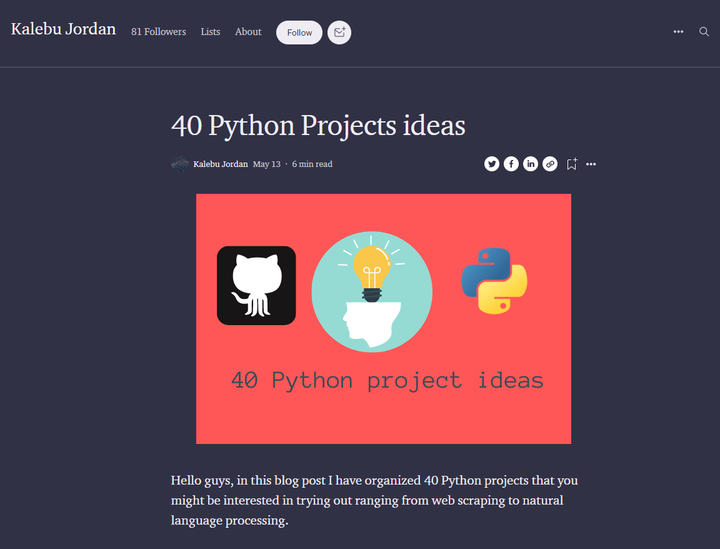 Kalebu Jordan 81 Followers Lists About Follow
40 Python Projects ideas
Kalebu Jordan May 13 · 6 min read
40 Python project ideas
Hello guys, in this blog post I have organized 40 Python projects that you
might be interested in trying out ranging from web scraping to natural
language processing.